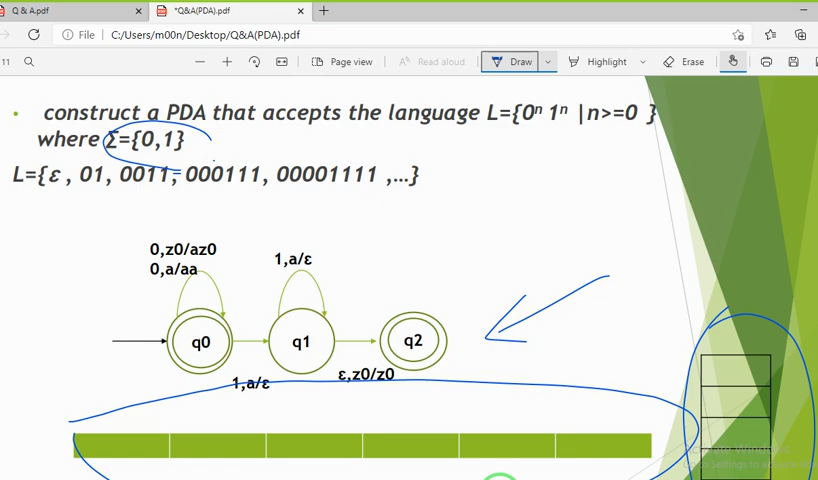 Q & A.pdf
*Q&A(PDA).pdf
File
C:/Users/m00n/Desktop/Q&A(PDA).pdf
11
Page view
Read aloud
Draw
Highlight
Erase
• construct a PDA that accepts the language L={0ⁿ 1ⁿ |n>=0 }
where Σ={0,1}
L={ε , 01, 0011, 000111, 00001111 ,…}
0,z0/az0
0,a/aa
1,a/ε
q0
q1
q2
1,a/ε
ε,z0/z0
Activate Windows